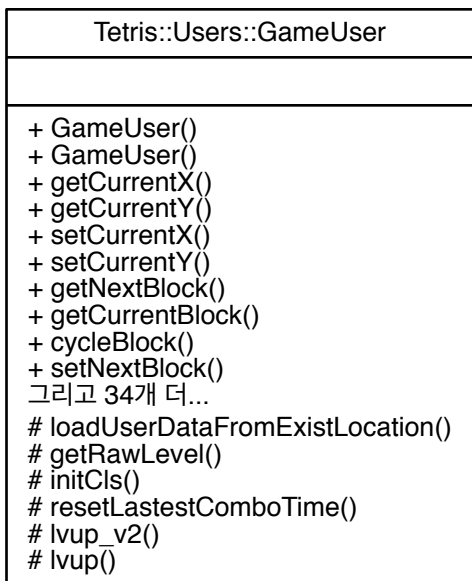 Tetris::Users::GameUser
+ GameUser()
+ GameUser()
+ getCurrentX()
+ getCurrentY()
+ setCurrentX()
+ setCurrentY()
+ getNextBlock()
+ getCurrentBlock()
+ cycleBlock()
+ setNextBlock()
그리고 34개 더...
# loadUserDataFromExistLocation()
# getRawLevel()
# initCls()
# resetLastestComboTime()
# lvup_v2()
# lvup()